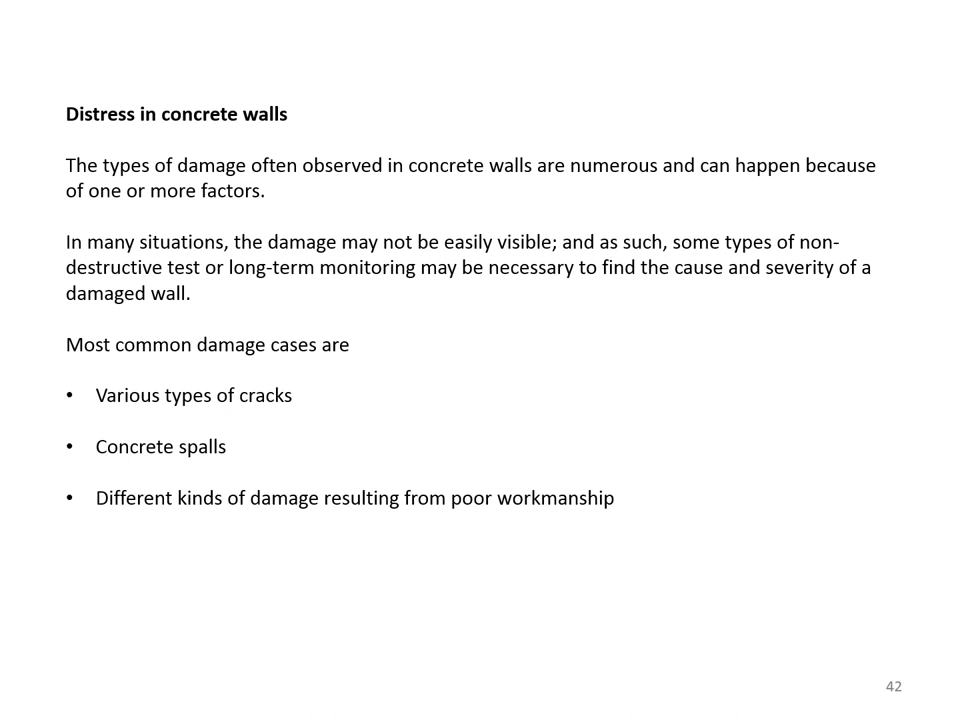 Distress in concrete walls
The types of damage often observed in concrete walls are numerous and can happen because
of one or more factors.
In many situations, the damage may not be easily visible; and as such, some types of non-
destructive test or long-term monitoring may be necessary to find the cause and severity of a
damaged wall.
Most common damage cases are
• Various types of cracks
• Concrete spalls
• Different kinds of damage resulting from poor workmanship
42